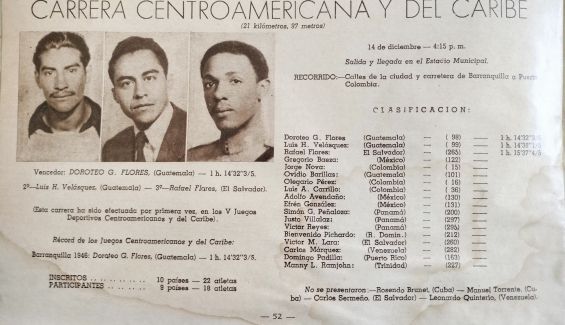 CARRERA CENTROAMERICANA Y DEL CARIBE
(21 kilómetros, 97 metros)
14 de diciembre — 4:15 p. m.
Salida y llegada en el Estadio Municipal.
RECORRIDO:—Calles de la ciudad y carretera de Barranquilla a Puerto
Colombia.
CLASIFICACION:
Doroteo G. Flores (Guatemala) — ( 98) — 1 h. 14'32"3/5.
Luis H. Velásquez, (Guatemala) — ( 99) — 1 h.
Rafael Flores, El Salvador) — (265) — 1 h. 15'37"4/5.
Gregorio Baeza, (México) — (122)
Jorge Nova, (Colombia) — ( 15)
Ovidio Barillas, (Guatemala) — (101)
Olegario Pérez, (Colombia) — ( 16)
Luis A. Carrillo, (Colombia) — ( 36)
Adolfo Avendaño, (México) — (130)
Efrén González, (México) — (131)
Simón G. Peñaloza, (Panamá) — (200)
Justo Villalaz, (Panamá) — (297)
Victor Reyes, (Panamá) — (295)
Bienvenido Pichardo, (R. Domin.) — (212)
Victor M. Lara, (El Salvador) — (260)
Carlos Márquez, (Venezuela) — (282)
Domingo Padilla, (Puerto Rico) — (163)
Manny L. Ramjohn, (Trinidad) — (227)
No se presentaron:—Rosendo Brunet, (Cuba) — Manuel Torrente, (Cu-
ba) — Carlos Sermeño, (El Salvador) — Leonardo Quinterio, (Venezuela).
Vencedor: DOROTEO G. FLORES, (Guatemala) — 1 h. 14'32"3/5.
2º—Luis H. Velásquez, (Guatemala) — 3º—Rafael Flores, (El Salvador).
(Esta carrera ha sido efectuada por primera vez, en los V Juegos
Deportivos Centroamericanos y del Caribe).
Récord de los Juegos Centroamericanos y del Caribe:
Barranquilla 1946: Doroteo G. Flores, (Guatemala) — 1 h. 14'32"3/5.
INSCRITOS .. .. .. .. .. .. 10 países — 22 atletas
PARTICIPANTES .. .. .. .. 9 países — 18 atletas
— 52 —